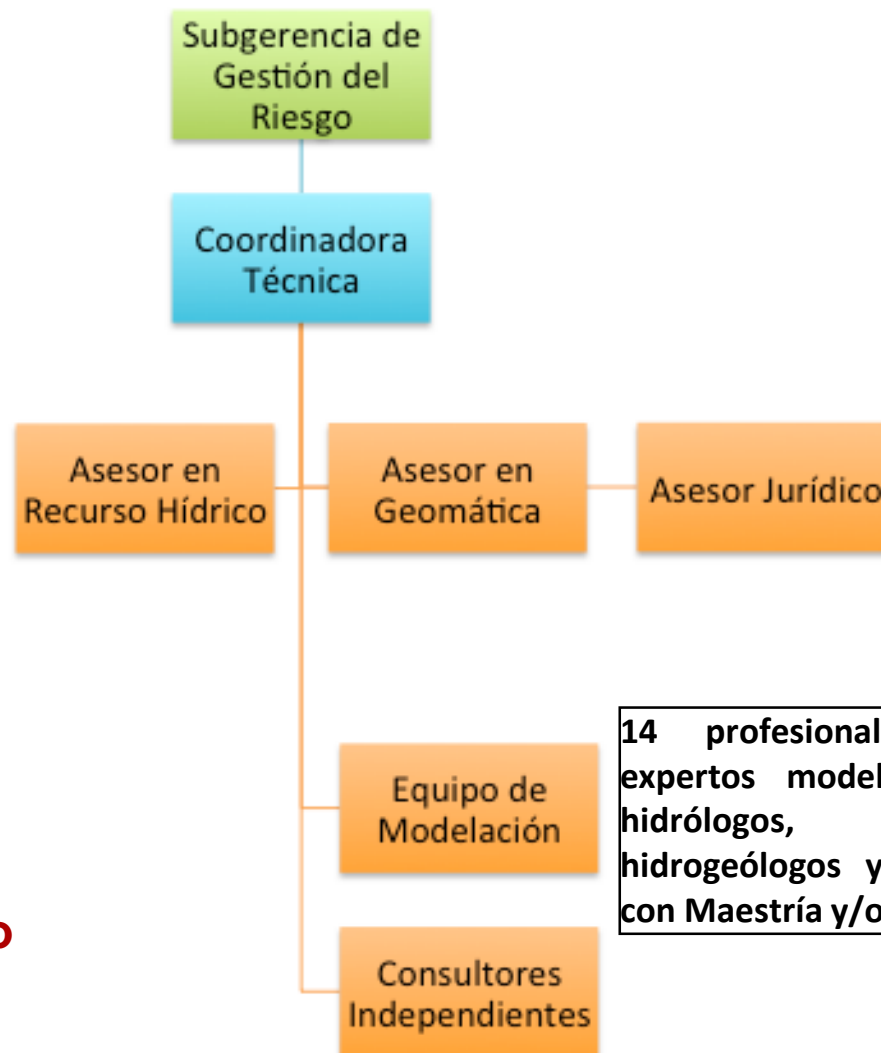 Subgerencia de
Gestión del
Riesgo
Coordinadora
Técnica
Asesor en
Recurso Hídrico
Asesor en
Geomática
Asesor Jurídico
14 profesional
expertos model
hidrólogos,
hidrogeólogos y
con Maestría y/o
Equipo de
Modelación
Consultores
Independientes